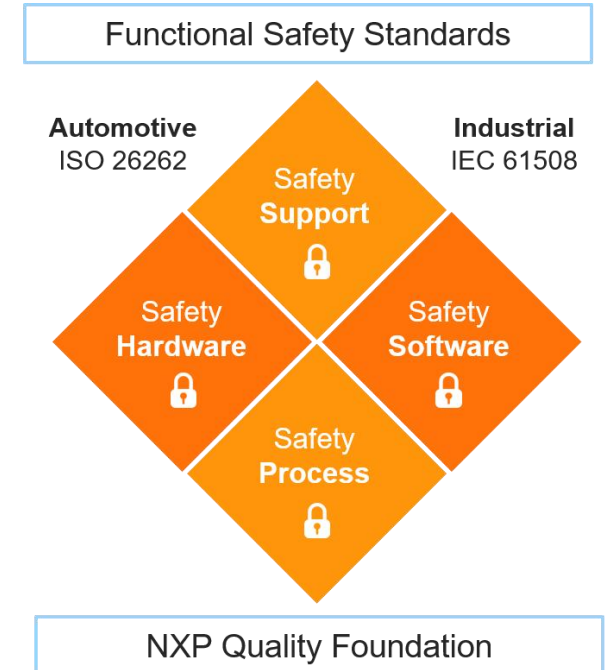 Functional Safety Standards
Automotive
ISO 26262
Industrial
IEC 61508
Safety
Support
Safety
Hardware
Safety
Software
Safety
Process
NXP Quality Foundation